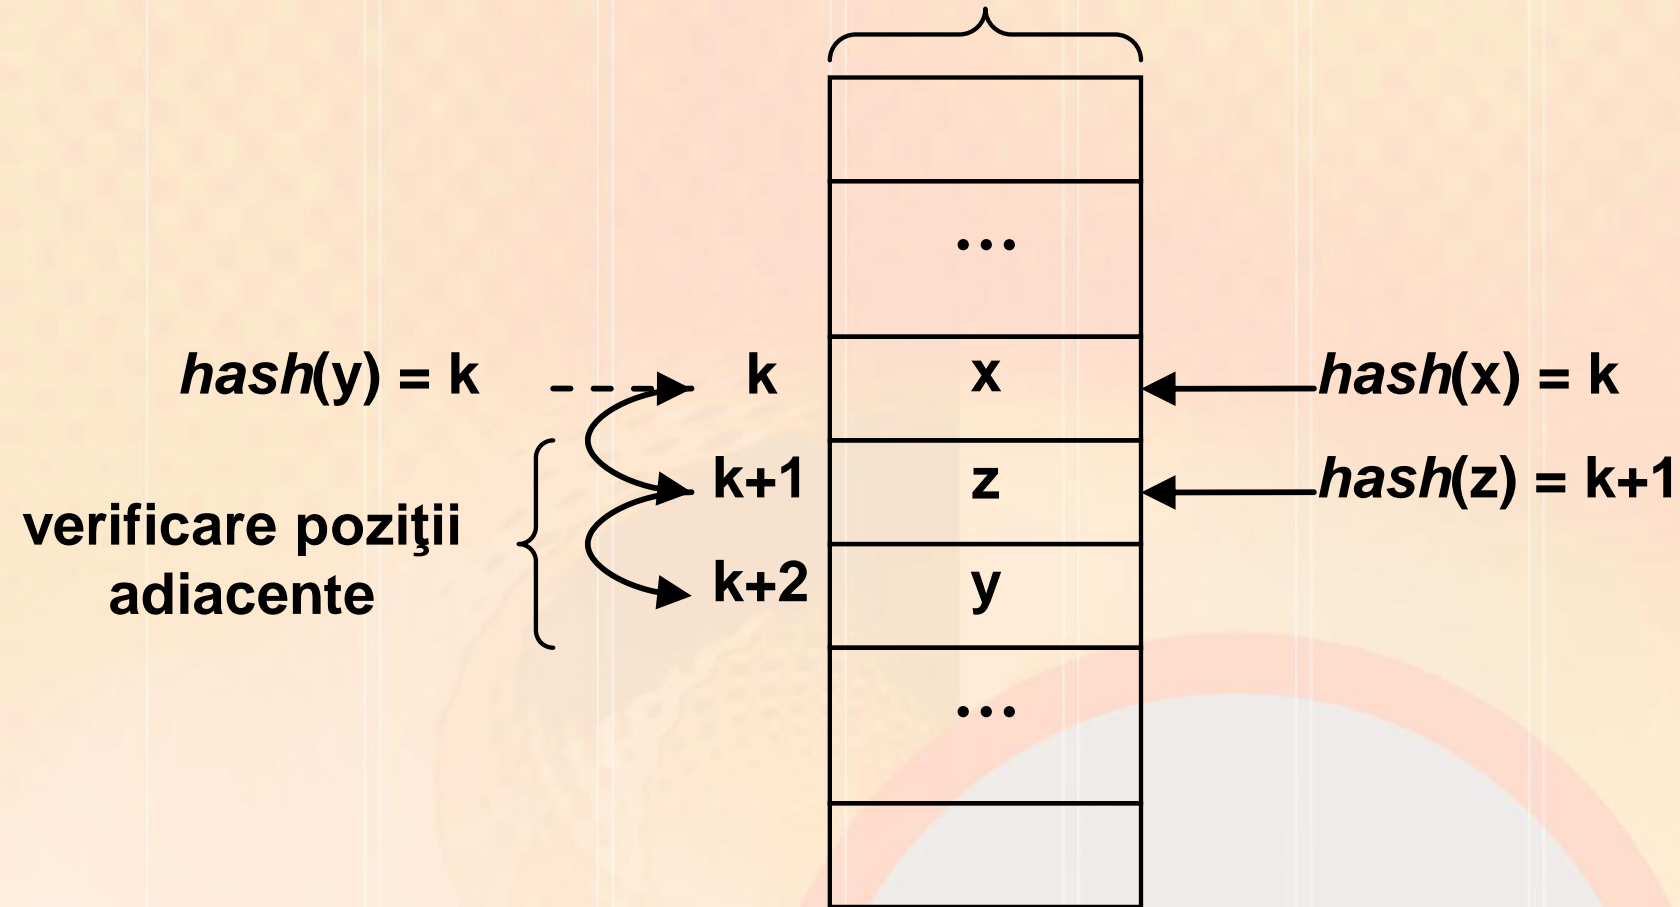 ...
hash(y) = k k x hash(x) = k
k+1 z hash(z) = k+1
verificare poziţii
adiacente
k+2 y
...